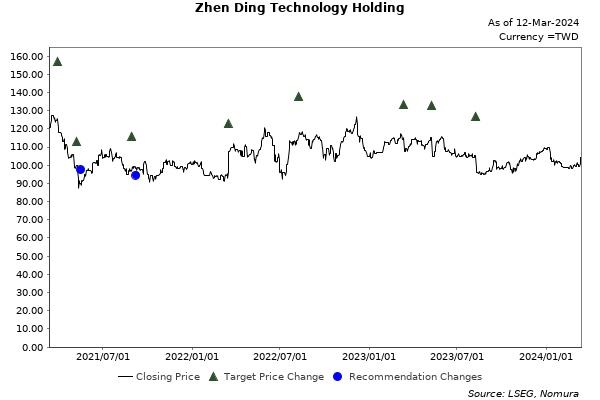 Zhen Ding Technology Holding
As of 12-Mar-2024
Currency =TWD
160.00
150.00
140.00
130.00
120.00
110.00
100.00
90.00
80.00
70.00
60.00
50.00
40.00
30.00
20.00
10.00
0.00
2021/07/01 2022/01/01 2022/07/01 2023/01/01 2023/07/01 2024/01/01
Closing Price Target Price Change Recommendation Changes
Source: LSEG, Nomura